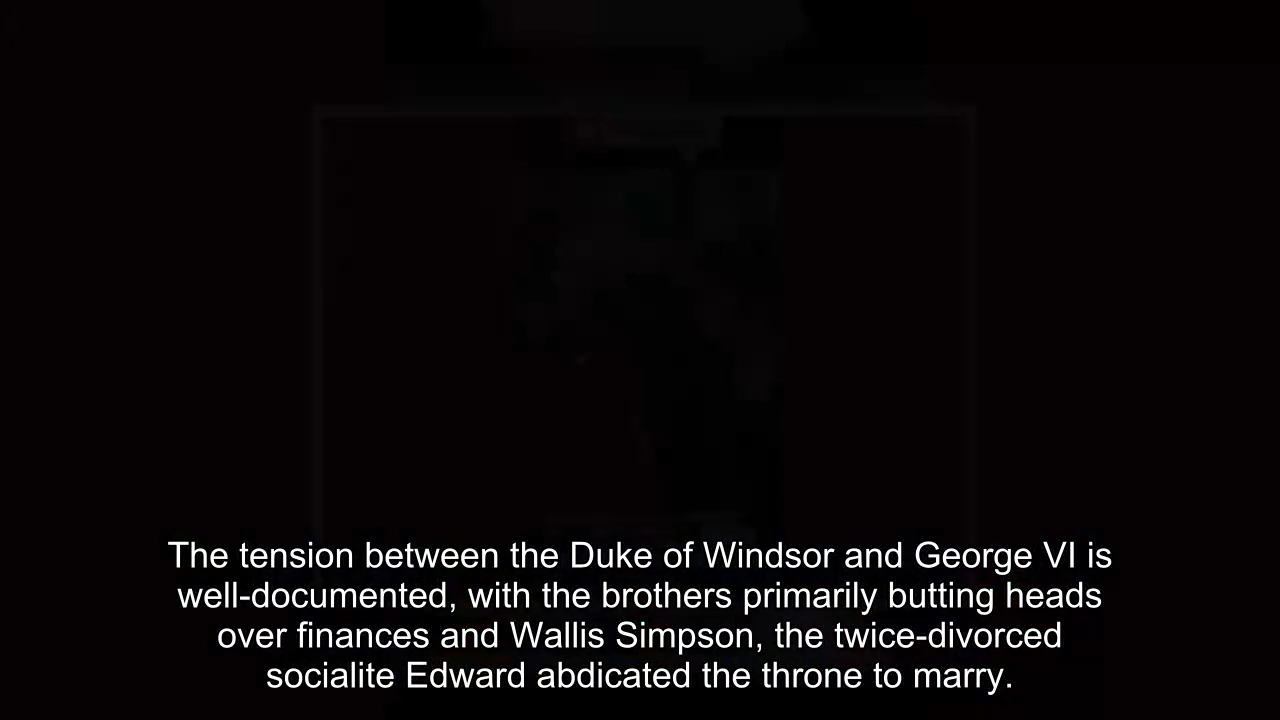 The tension between the Duke of Windsor and George VI is
well-documented, with the brothers primarily butting heads
over finances and Wallis Simpson, the twice-divorced
socialite Edward abdicated the throne to marry.